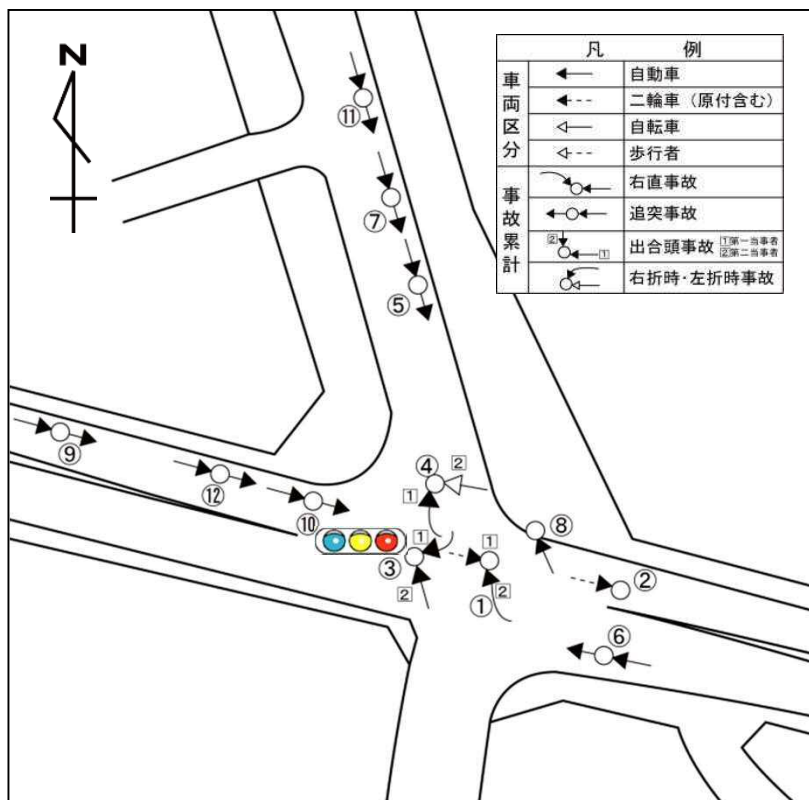 N
凡 例
車両区分
自動車
二輪車（原付含む）
自転車
歩行者
事故累計
右直事故
追突事故
2 1
出合頭事故 1第一当事者
2第二当事者
右折時・左折時事故
⑪
⑦
⑤
⑨
⑫
⑩
④ 2
1
⑧
③ 1
1
2
① 2
②
⑥